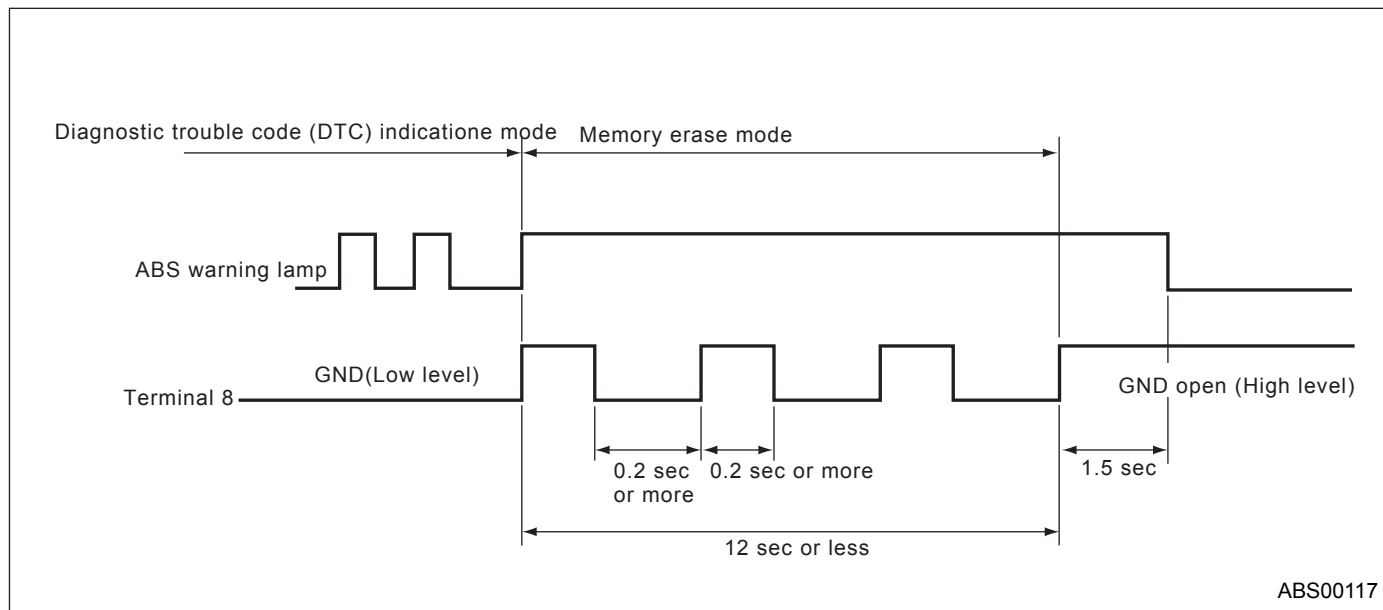 Diagnostic trouble code (DTC) indicatione mode
Memory erase mode
ABS warning lamp
GND(Low level)
Terminal 8
GND open (High level)
0.2 sec
or more
0.2 sec or more
1.5 sec
12 sec or less
ABS00117